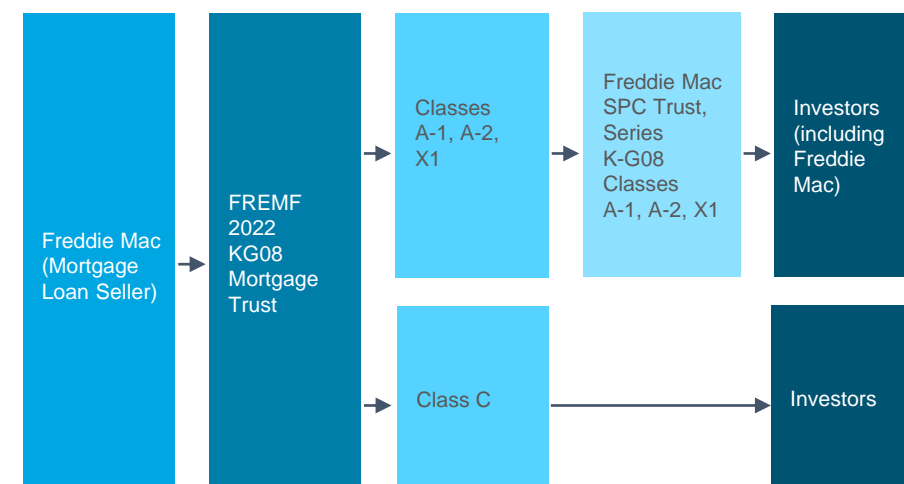 Freddie Mac
(Mortgage
Loan Seller)
FREMF
2022
KG08
Mortgage
Trust
Classes
A-1, A-2,
X1
Freddie Mac
SPC Trust,
Series
K-G08
Classes
A-1, A-2, X1
Investors
(including
Freddie
Mac)
Class C
Investors